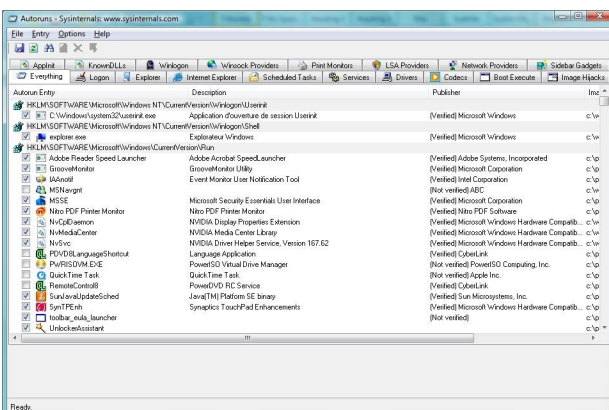 Autoruns - Sysinternals: www.sysinternals.com
File Entry Options Help
AppInit KnownDLLs Winlogon Winsock Providers Print Monitors LSA Providers Network Providers Sidebar Gadgets
Everything Logon Explorer Internet Explorer Scheduled Tasks Services Drivers Codecs Boot Execute Image Hijacks
Autorun Entry Description Publisher Ima
HKLM\SOFTWARE\Microsoft\Windows NT\CurrentVersion\Winlogon\Userinit
C:\Windows\system32\userinit.exe Application d'ouverture de session Userinit (Verified) Microsoft Windows c:\w
HKLM\SOFTWARE\Microsoft\Windows NT\CurrentVersion\Winlogon\Shell
explorer.exe Explorateur Windows (Verified) Microsoft Windows c:\w
HKLM\SOFTWARE\Microsoft\Windows\CurrentVersion\Run
Adobe Reader Speed Launcher Adobe Acrobat SpeedLauncher (Verified) Adobe Systems, Incorporated c:\p
GrooveMonitor GrooveMonitor Utility (Verified) Microsoft Corporation c:\p
IAAnotif Event Monitor User Notification Tool (Verified) Intel Corporation c:\p
MSNavgnt (Not verified) ABC c:\w
MSSE Microsoft Security Essentials User Interface (Verified) Microsoft Corporation c:\p
Nitro PDF Printer Monitor Nitro PDF Printer Monitor (Verified) Nitro PDF Software c:\p
NvCplDaemon NVIDIA Display Properties Extension (Verified) Microsoft Windows Hardware Compatib... c:\w
NvMediaCenter NVIDIA Media Center Library (Verified) Microsoft Windows Hardware Compatib... c:\w
NvSvc NVIDIA Driver Helper Service, Version 167.62 (Verified) Microsoft Windows Hardware Compatib... c:\w
PDVD8LanguageShortcut Language Application (Verified) CyberLink c:\p
PWRISOVM.EXE PowerISO Virtual Drive Manager (Not verified) PowerISO Computing, Inc. c:\p
QuickTime Task QuickTime Task (Not verified) Apple Inc. c:\p
RemoteControl8 PowerDVD RC Service (Verified) CyberLink c:\p
SunJavaUpdateSched Java(TM) Platform SE binary (Verified) Sun Microsystems, Inc. c:\p
SynTPEnh Synaptics TouchPad Enhancements (Verified) Microsoft Windows Hardware Compatib... c:\p
toolbar_eula_launcher (Not verified) c:\p
UnlockerAssistant c:\p
Ready.